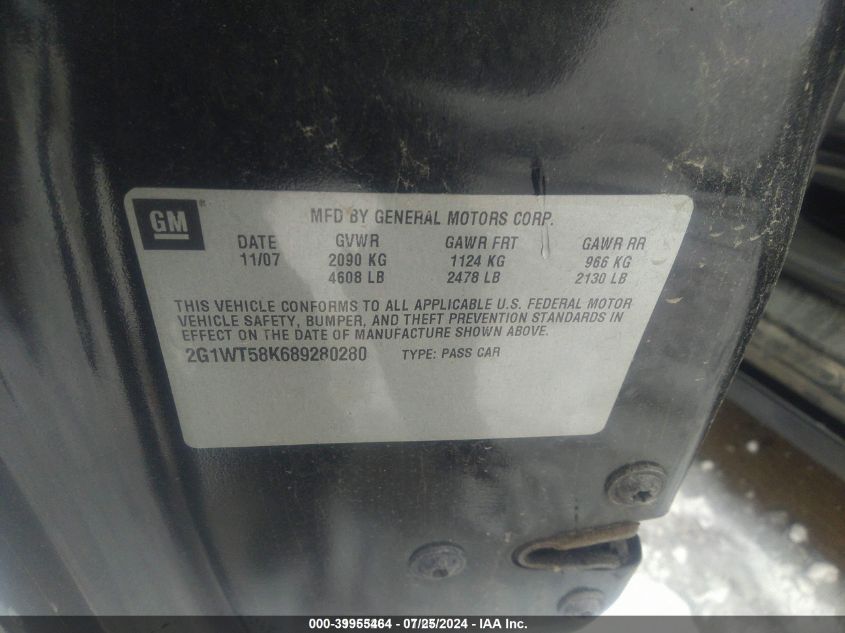 GM®
MFD BY GENERAL MOTORS CORP.
DATE GVWR GAWR FRT GAWR RR
11/07 2090 KG 1124 KG 966 KG
4608 LB 2478 LB 2130 LB
THIS VEHICLE CONFORMS TO ALL APPLICABLE U.S. FEDERAL MOTOR
VEHICLE SAFETY, BUMPER, AND THEFT PREVENTION STANDARDS IN
EFFECT ON THE DATE OF MANUFACTURE SHOWN ABOVE.
2G1WT58K689280280 TYPE: PASS CAR
000-39955464 / 07/25/2024 - IAA, Inc.